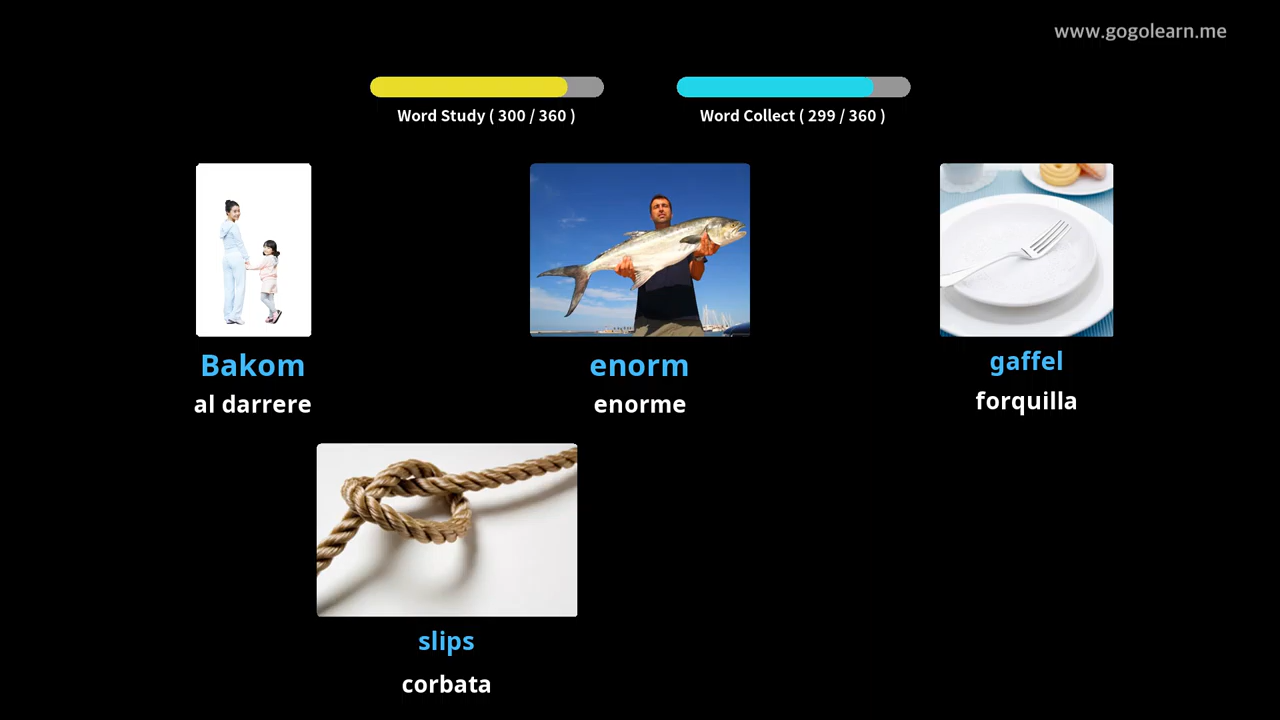 www.gogolearn.me
Word Study ( 300 / 360 )
Word Collect ( 299 / 360 )
Bakom
al darrere
enorm
enorme
gaffel
forquilla
slips
corbata